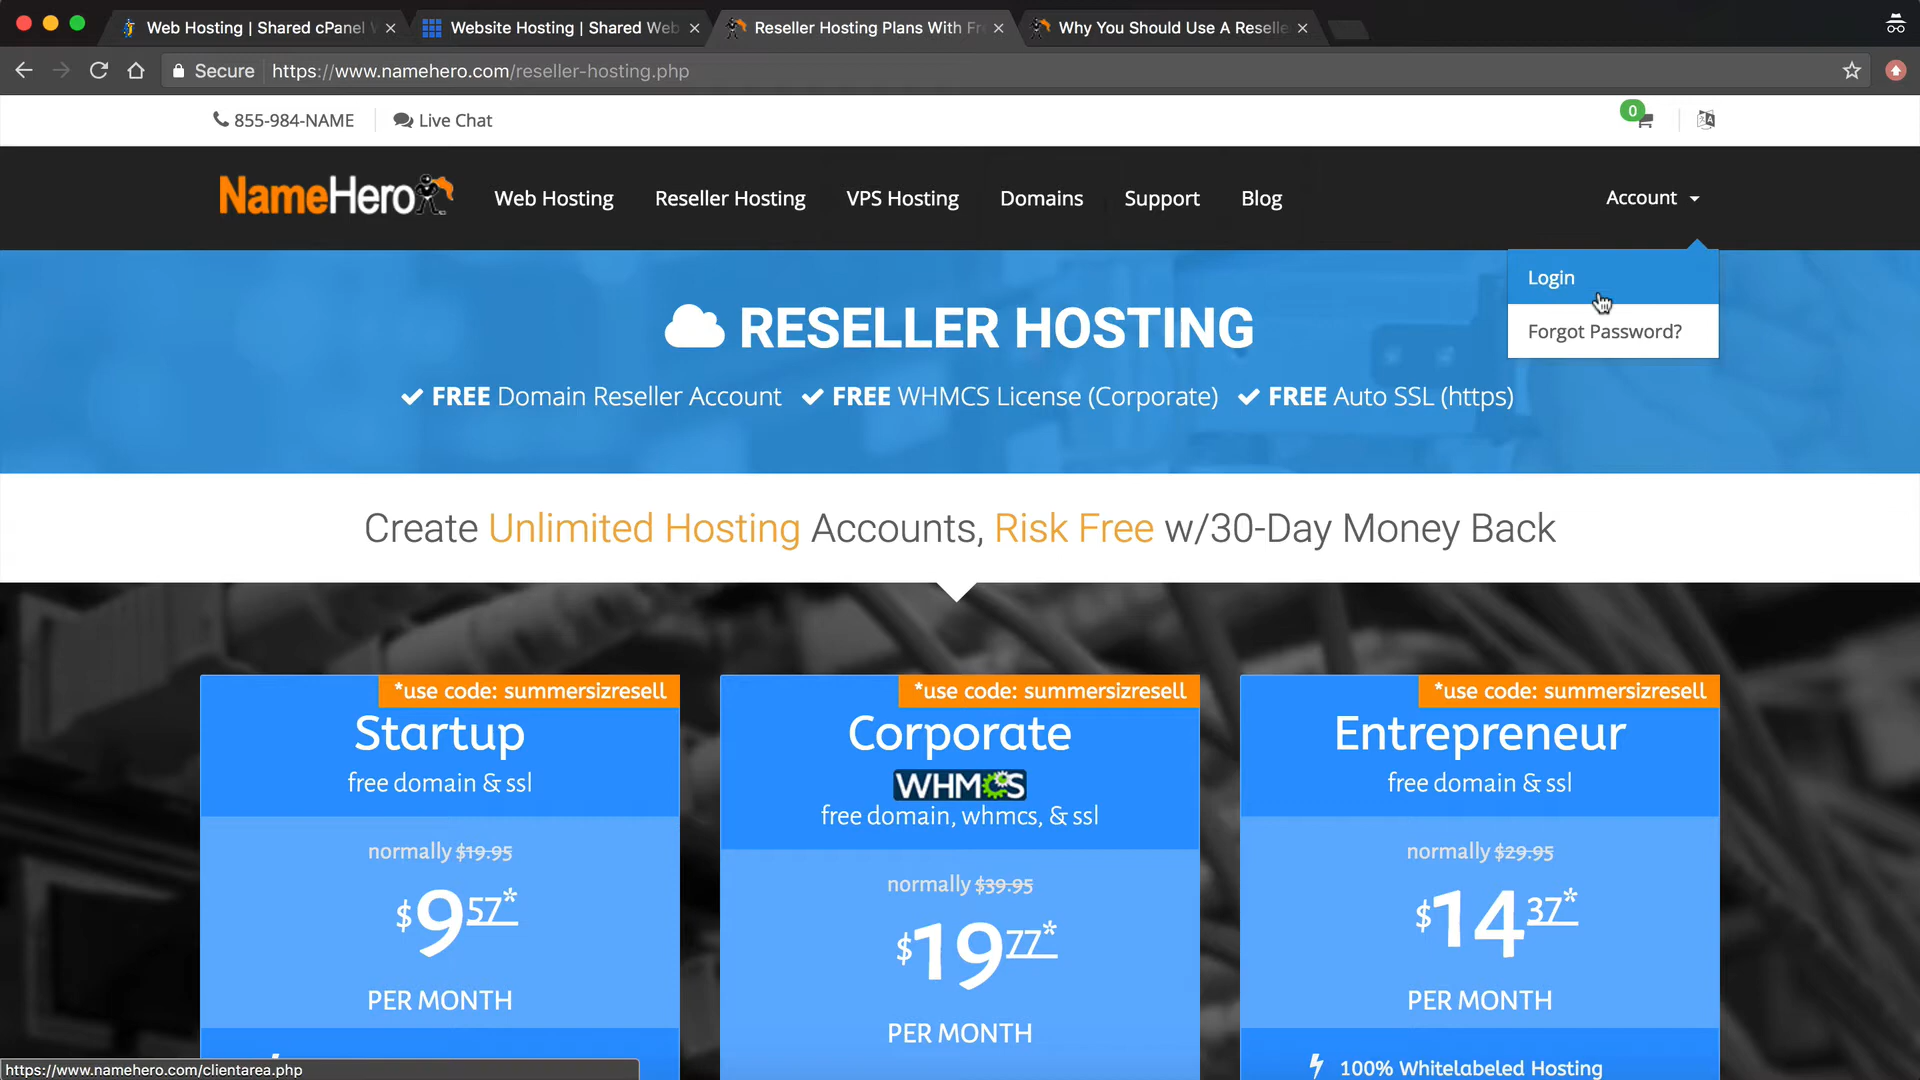 Web Hosting | Shared cPanel W
Website Hosting | Shared Web
Reseller Hosting Plans With Fr
Why You Should Use A Reselle
Secure https://www.namehero.com/reseller-hosting.php
855-984-NAME Live Chat 0
NameHero Web Hosting Reseller Hosting VPS Hosting Domains Support Blog Account
Login
Forgot Password?
RESELLER HOSTING
FREE Domain Reseller Account FREE WHMCS License (Corporate) FREE Auto SSL (https)
Create Unlimited Hosting Accounts, Risk Free w/30-Day Money Back
*use code: summersizresell
Startup
free domain & ssl
normally $19.95
$9 57*
PER MONTH
*use code: summersizresell
Corporate
WHMCS
free domain, whmcs, & ssl
normally $39.95
$19 77*
PER MONTH
*use code: summersizresell
Entrepreneur
free domain & ssl
normally $29.95
$14 37*
PER MONTH
100% Whitelabeled Hosting
https://www.namehero.com/clientarea.php